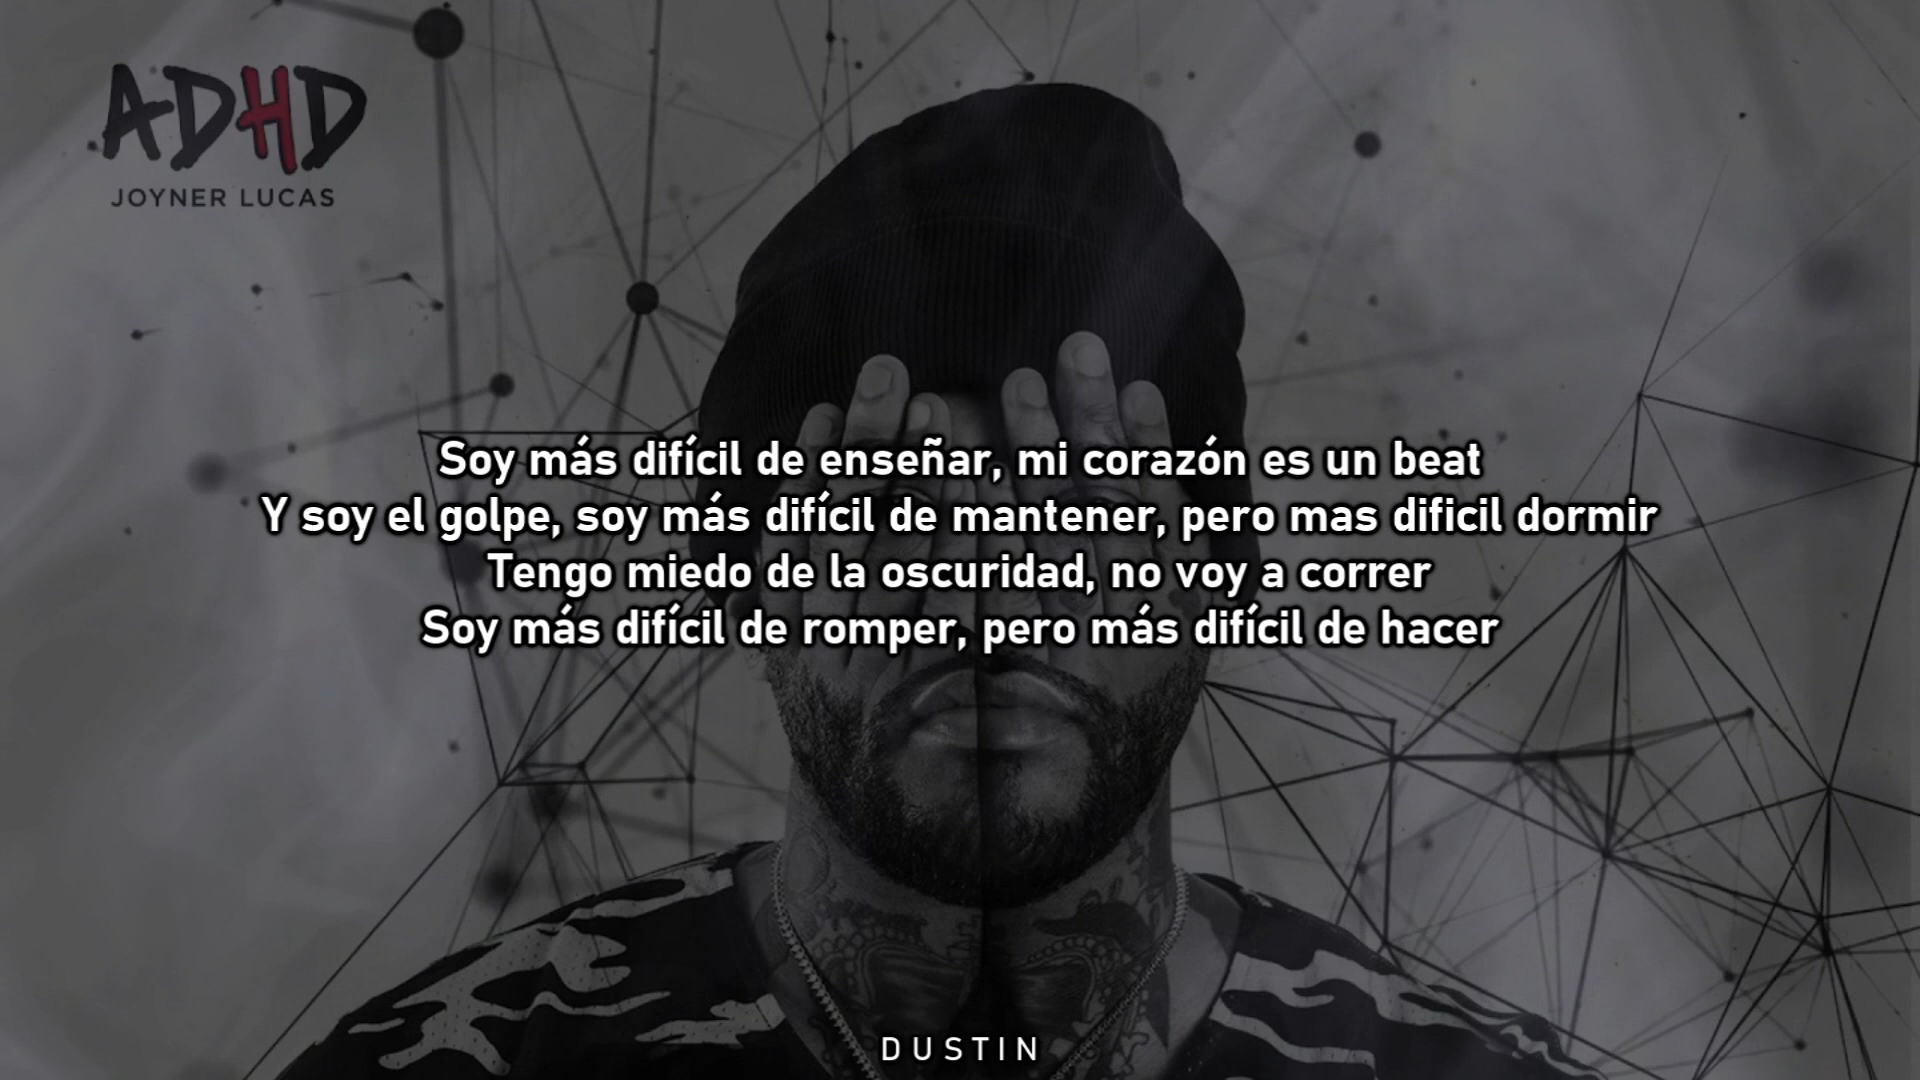 ADHD
JOYNER LUCAS
Soy más difícil de enseñar, mi corazón es un beat
Y soy el golpe, soy más difícil de mantener, pero mas dificil dormir
Tengo miedo de la oscuridad, no voy a correr
Soy más difícil de romper, pero más difícil de hacer
DUSTIN